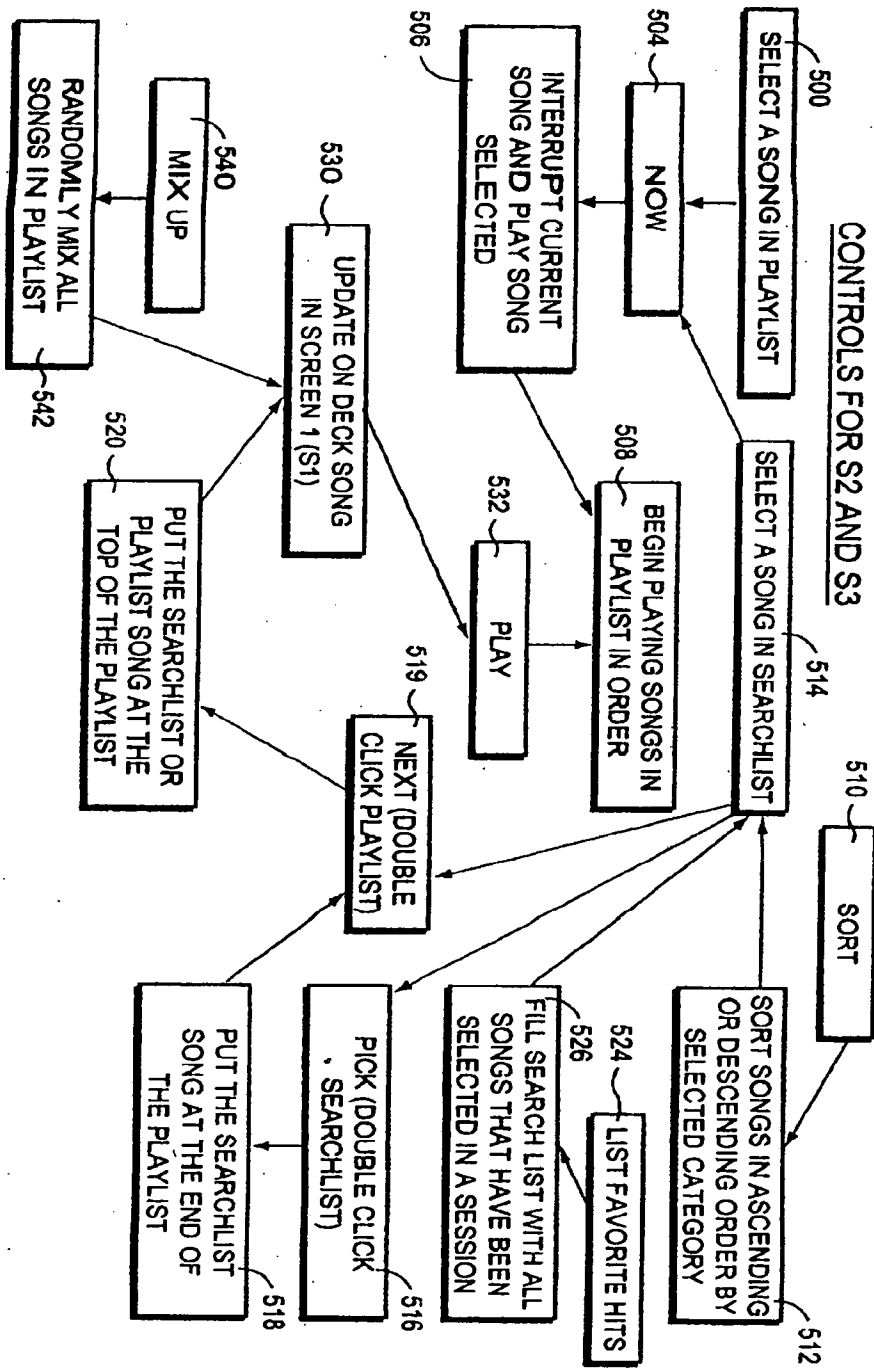 CONTROLS FOR S2 AND S3
500
SELECT A SONG IN PLAYLIST
504
NOW
506
INTERRUPT CURRENT
SONG AND PLAY SONG
SELECTED
540
MIX UP
RANDOMLY MIX ALL
SONGS IN PLAYLIST
542
514
SELECT A SONG IN SEARCHLIST
508
BEGIN PLAYING SONGS IN
PLAYLIST IN ORDER
532
PLAY
530
UPDATE ON DECK SONG
IN SCREEN 1 (S1)
519
NEXT (DOUBLE
CLICK PLAYLIST)
520
PUT THE SEARCHLIST OR
PLAYLIST SONG AT THE
TOP OF THE PLAYLIST
510
SORT
SORT SONGS IN ASCENDING
OR DESCENDING ORDER BY
SELECTED CATEGORY
512
524
LIST FAVORITE HITS
526
FILL SEARCH LIST WITH ALL
SONGS THAT HAVE BEEN
SELECTED IN A SESSION
PICK (DOUBLE CLICK
SEARCHLIST)
516
PUT THE SEARCHLIST
SONG AT THE END OF
THE PLAYLIST
518